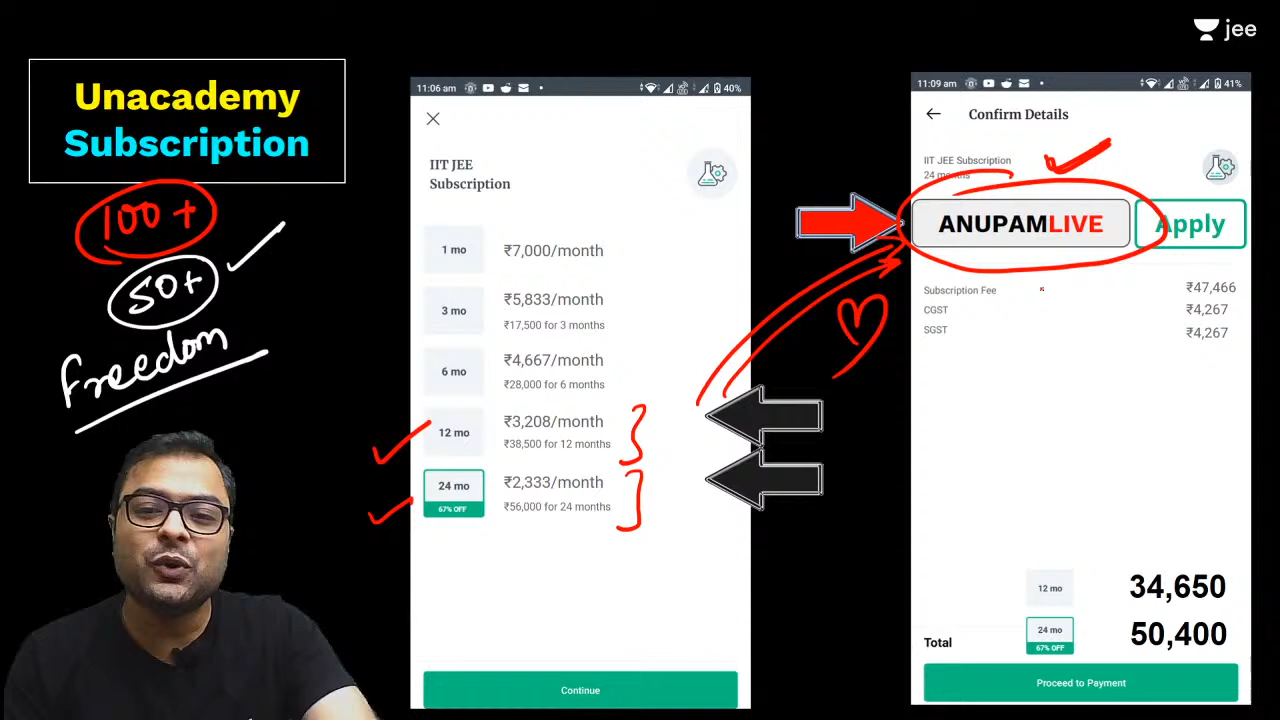 jee
Unacademy
Subscription
100+
50+
Freedom
11:06 am
40%
IIT JEE
Subscription
1 mo
₹7,000/month
3 mo
₹5,833/month
₹17,500 for 3 months
6 mo
₹4,667/month
₹28,000 for 6 months
12 mo
₹3,208/month
₹38,500 for 12 months
24 mo
67% OFF
₹2,333/month
₹56,000 for 24 months
Continue
11:09 am
41%
Confirm Details
IIT JEE Subscription
24 months
ANUPAMLIVE
Apply
Subscription Fee ₹47,466
CGST ₹4,267
SGST ₹4,267
12 mo 34,650
Total 24 mo 50,400
67% OFF
Proceed to Payment